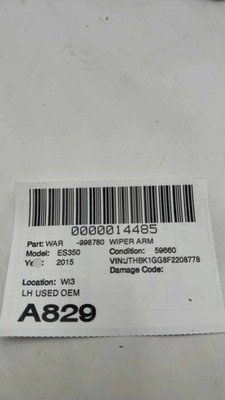 0000014485
Part: WAR -998780 WIPER ARM
Model: ES350 Condition: 59660
2015 VIN:JTHBK1GG8F2208778
Damage Code:
Location: WI3
LH USED OEM
A829